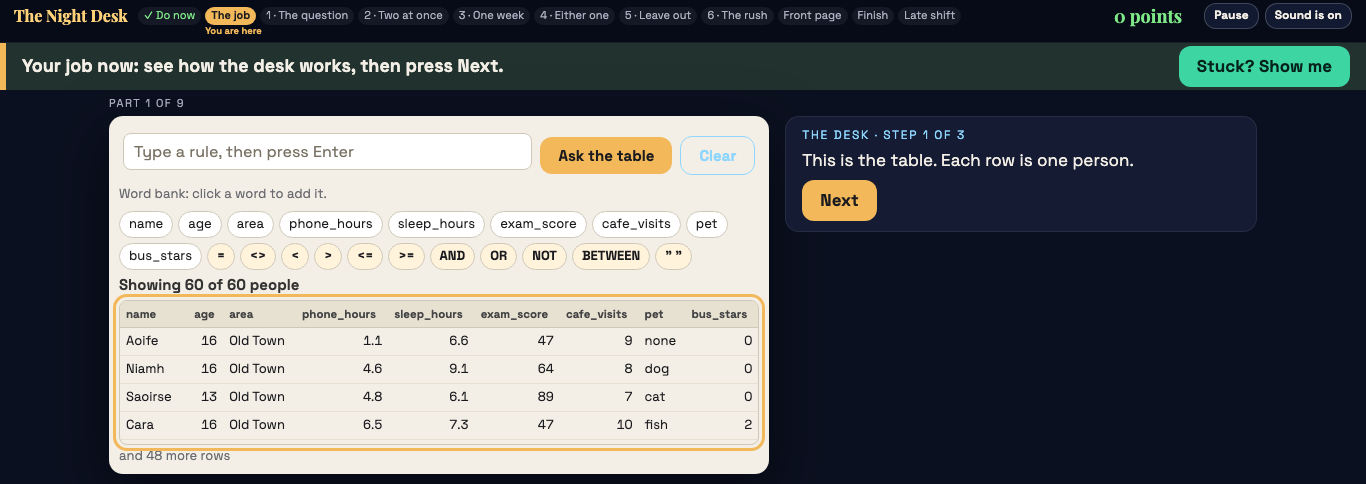 The Night Desk ✓ Do now The job 1 · The question 2 · Two at once 3 · One week 4 · Either one 5 · Leave out 6 · The rush Front page Finish Late shift 0 points Pause Sound is on
You are here
Your job now: see how the desk works, then press Next. Stuck? Show me
PART 1 OF 9
Type a rule, then press Enter Ask the table Clear
Word bank: click a word to add it.
name age area phone_hours sleep_hours exam_score cafe_visits pet
bus_stars = <> < > <= >= AND OR NOT BETWEEN " "
Showing 60 of 60 people
name age area phone_hours sleep_hours exam_score cafe_visits pet bus_stars
Aoife 16 Old Town 1.1 6.6 47 9 none 0
Niamh 16 Old Town 4.6 9.1 64 8 dog 0
Saoirse 13 Old Town 4.8 6.1 89 7 cat 0
Cara 16 Old Town 6.5 7.3 47 10 fish 2
and 48 more rows
THE DESK · STEP 1 OF 3
This is the table. Each row is one person.
Next